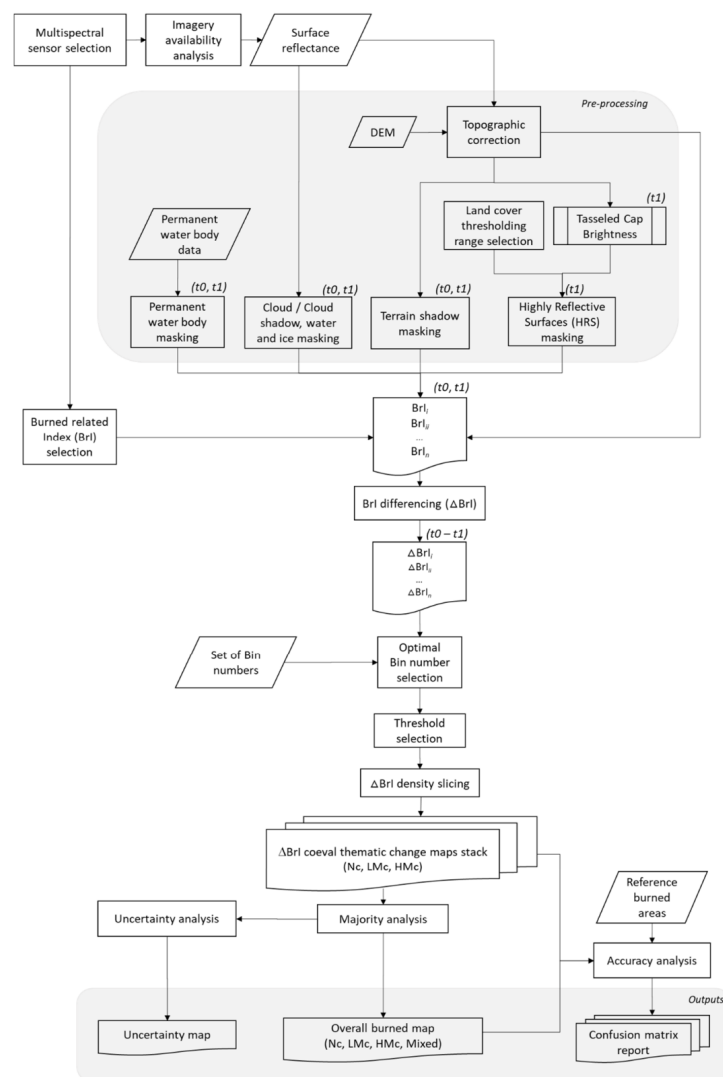 Multispectral
sensor selection
Imagery
availability
analysis
Surface
reflectance
Pre-processing
DEM
Topographic
correction
(t1)
Permanent
water body
data
Land cover
thresholding
range selection
Tasseled Cap
Brightness
(t0, t1)
(t0, t1)
(t0, t1)
(t1)
Permanent
water body
masking
Cloud / Cloud
shadow, water
and ice masking
Terrain shadow
masking
Highly Reflective
Surfaces (HRS)
masking
(t0, t1)
Burned related
Index (BrI)
selection
BrIi
BrIii
...
BrIn
BrI differencing (△BrI)
(t0 – t1)
△BrIi
△BrIii
...
△BrIn
Set of Bin
numbers
Optimal
Bin number
selection
Threshold
selection
△BrI density slicing
ΔBrI coeval thematic change maps stack
(Nc, LMc, HMc)
Reference
burned
areas
Uncertainty analysis
Majority analysis
Accuracy analysis
Outputs
Uncertainty map
Overall burned map
(Nc, LMc, HMc, Mixed)
Confusion matrix
report